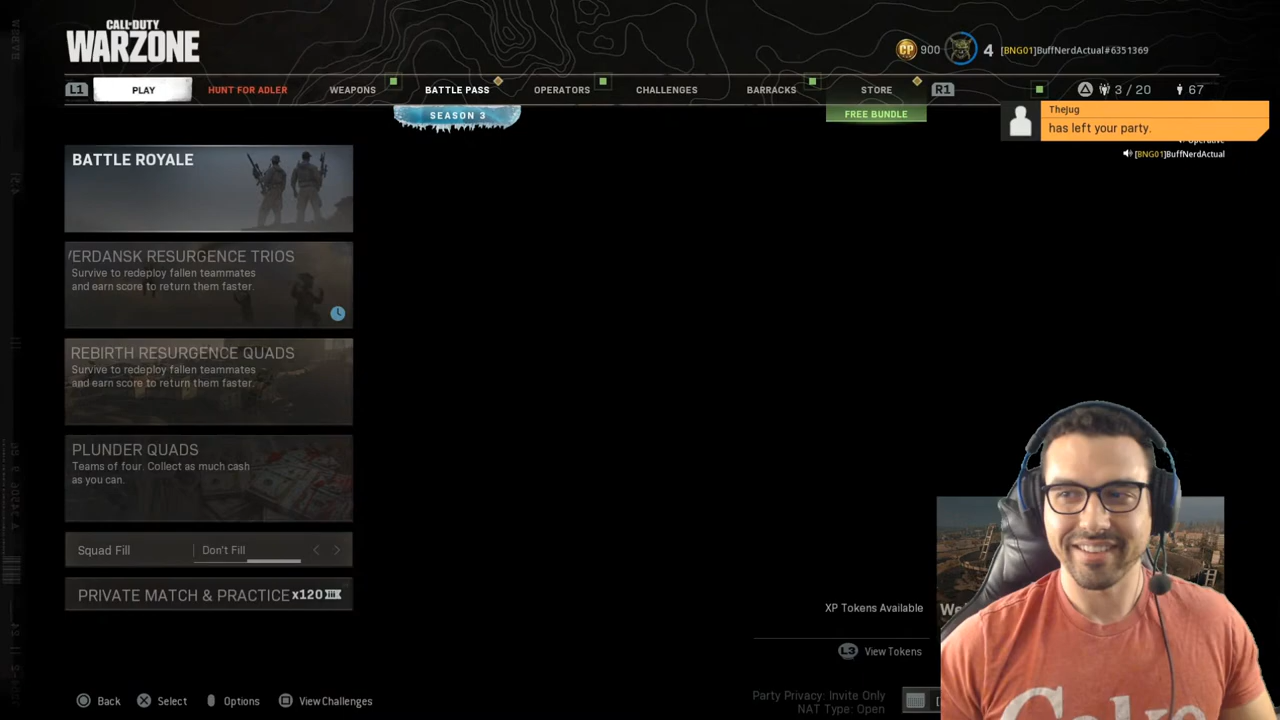 CALL OF DUTY
WARZONE
CP 900 4 [BNG01]BuffNerdActual#6351369
L1 PLAY HUNT FOR ADLER WEAPONS BATTLE PASS OPERATORS CHALLENGES BARRACKS STORE R1 3 / 20 67
SEASON 3
FREE BUNDLE
Thejug
has left your party.
[BNG01]BuffNerdActual
BATTLE ROYALE
VERDANSK RESURGENCE TRIOS
Survive to redeploy fallen teammates
and earn score to return them faster.
REBIRTH RESURGENCE QUADS
Survive to redeploy fallen teammates
and earn score to return them faster.
PLUNDER QUADS
Teams of four. Collect as much cash
as you can.
Squad Fill Don't Fill
PRIVATE MATCH & PRACTICE x120
XP Tokens Available
We
L3 View Tokens
Back Select Options View Challenges
Party Privacy: Invite Only
NAT Type: Open